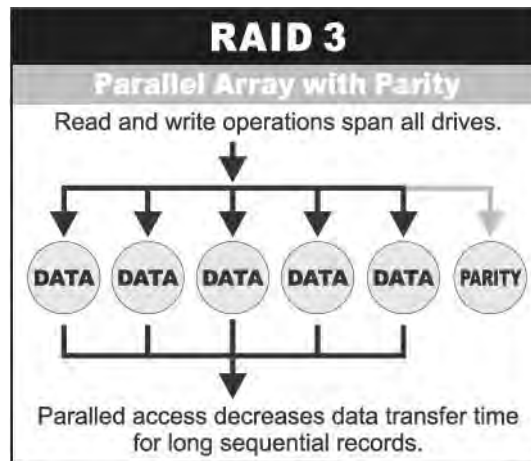 RAID 3
Parallel Array with Parity
Read and write operations span all drives.
DATA DATA DATA DATA DATA PARITY
Paralled access decreases data transfer time
for long sequential records.